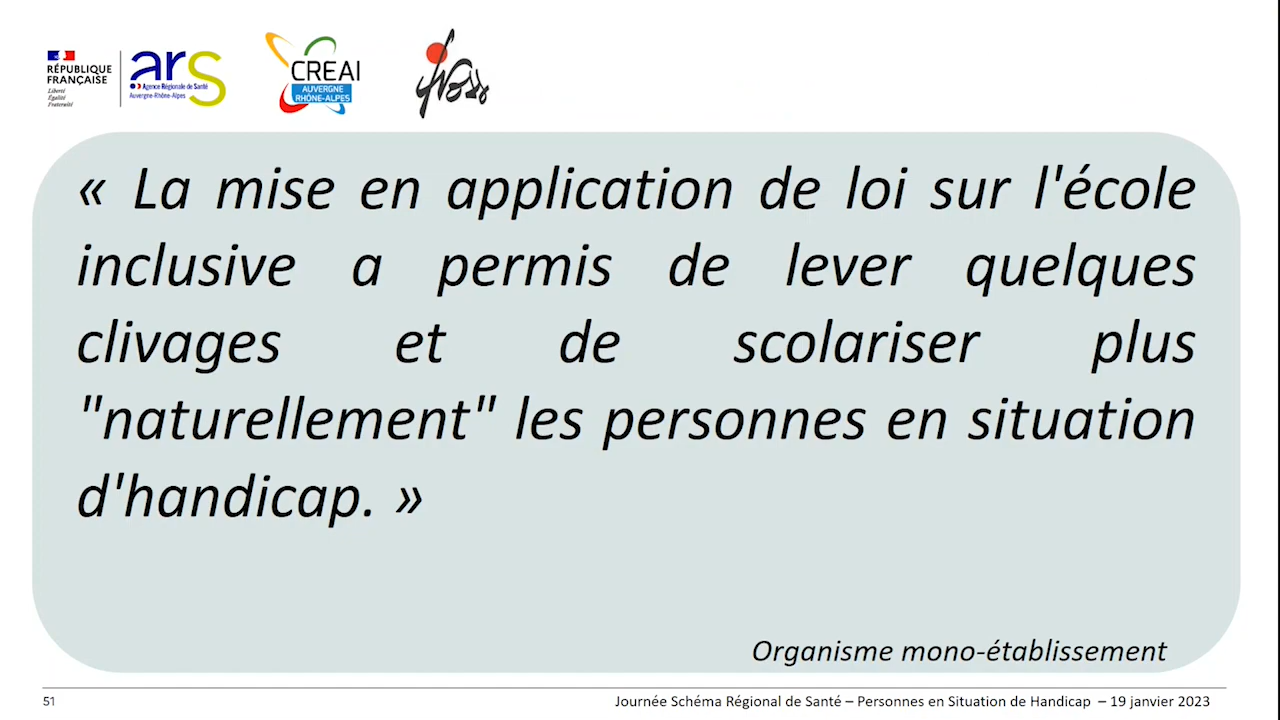 RÉPUBLIQUE
FRANÇAISE
Liberté
Égalité
Fraternité
ars
Agence Régionale de Santé
Auvergne-Rhône-Alpes
CREAI
AUVERGNE
RHÔNE-ALPES
« La mise en application de loi sur l'école
inclusive a permis de lever quelques
clivages et de scolariser plus
"naturellement" les personnes en situation
d'handicap. »
Organisme mono-établissement
51
Journée Schéma Régional de Santé – Personnes en Situation de Handicap – 19 janvier 2023